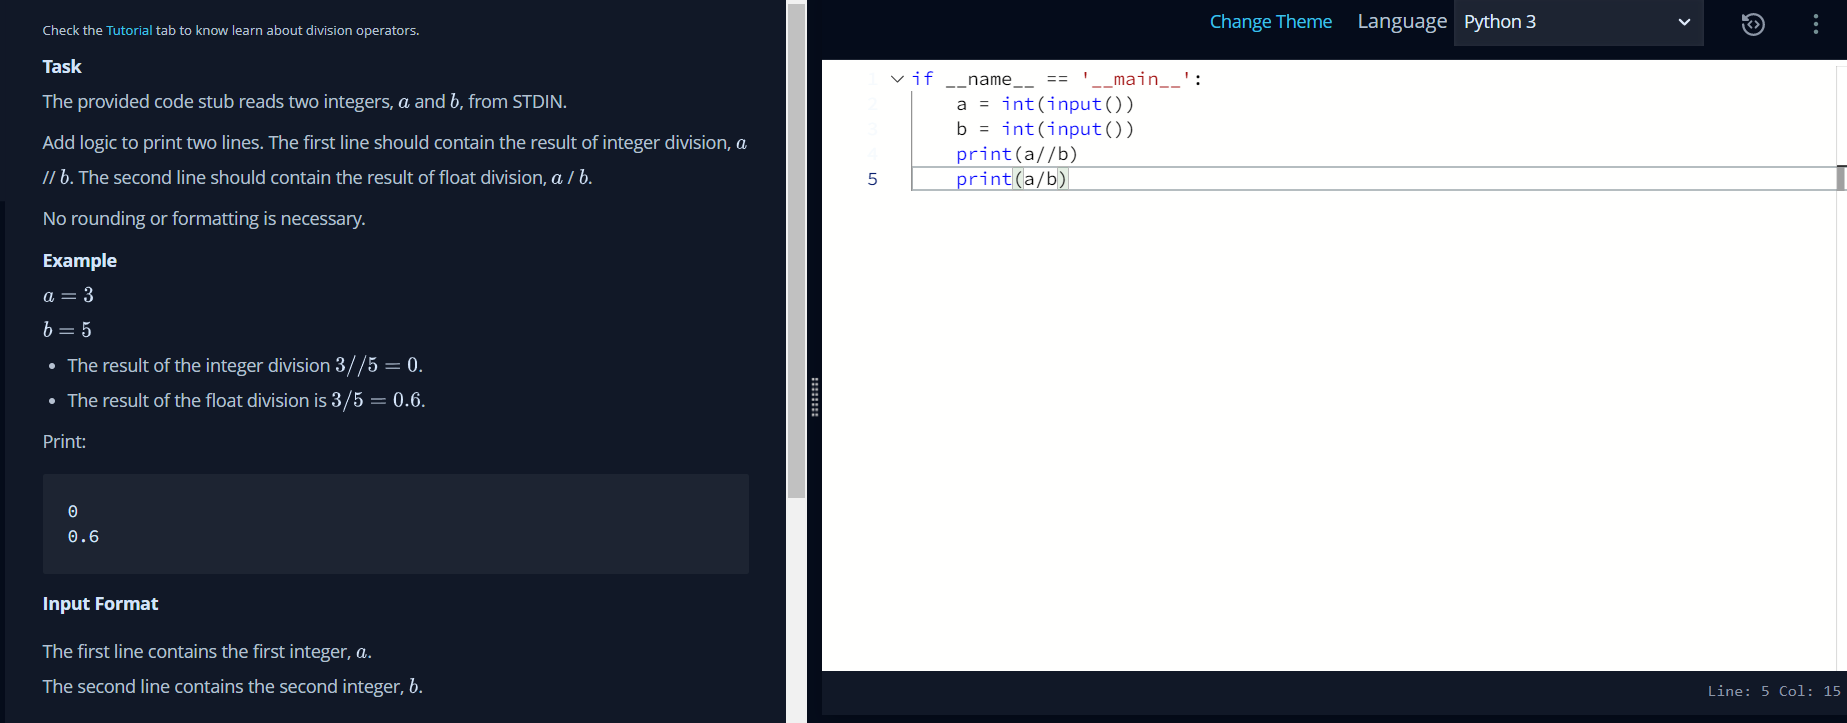 Check the Tutorial tab to know learn about division operators.
Task
The provided code stub reads two integers, a and b, from STDIN.
Add logic to print two lines. The first line should contain the result of integer division, a
// b. The second line should contain the result of float division, a / b.
No rounding or formatting is necessary.
Example
a = 3
b = 5
• The result of the integer division 3//5 = 0.
• The result of the float division is 3/5 = 0.6.
Print:
0
0.6
Input Format
The first line contains the first integer, a.
The second line contains the second integer, b.
Change Theme Language Python 3
1 if __name__ == '__main__':
2 a = int(input())
3 b = int(input())
4 print(a//b)
5 print(a/b)
Line: 5 Col: 15